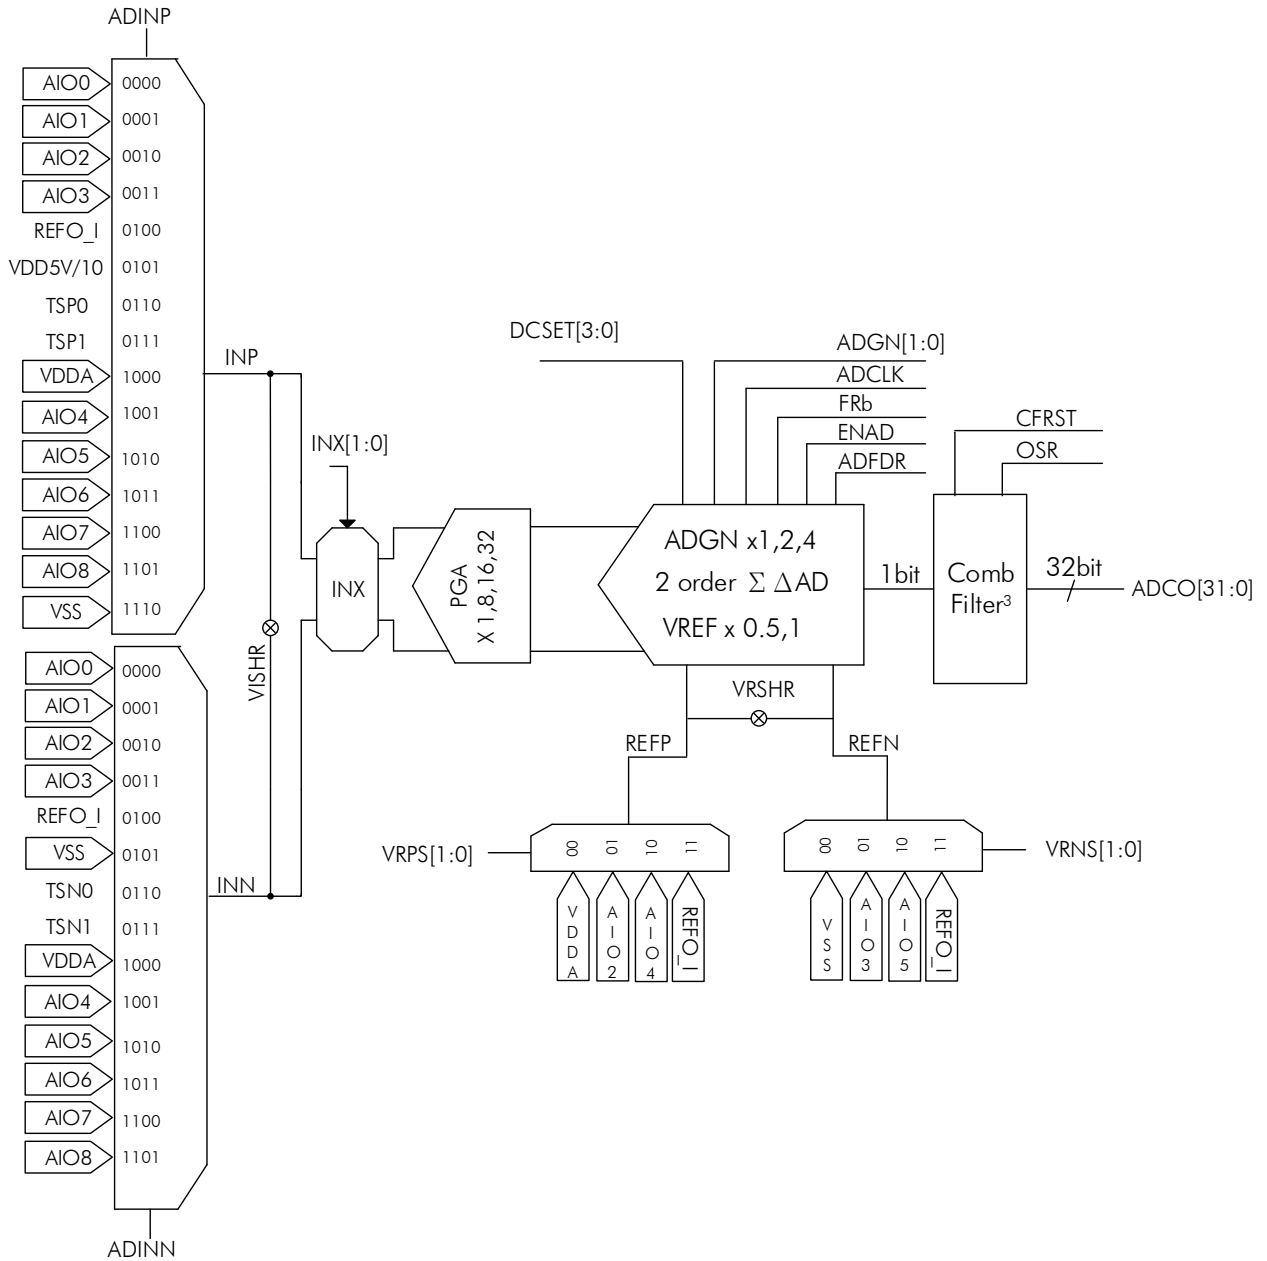 ADINP
AIO0 0000
AIO1 0001
AIO2 0010
AIO3 0011
REFO_I 0100
VDD5V/10 0101
TSP0 0110
TSP1 0111
VDDA 1000
AIO4 1001
AIO5 1010
AIO6 1011
AIO7 1100
AIO8 1101
VSS 1110
INP
AIO0 0000
AIO1 0001
AIO2 0010
AIO3 0011
REFO_I 0100
VSS 0101
TSN0 0110
TSN1 0111
VDDA 1000
AIO4 1001
AIO5 1010
AIO6 1011
AIO7 1100
AIO8 1101
ADINN
INN
VISHR
INX[1:0]
INX
PGA
X 1,8,16,32
DCSET[3:0]
ADGN[1:0]
ADCLK
FRb
ENAD
ADFDR
ADGN x1,2,4
2 order Σ ΔAD
VREF x 0.5,1
1bit
CFRST
OSR
Comb
Filter³
32bit
ADCO[31:0]
VRSHR
REFP
REFN
VRPS[1:0]
00 01 10 11
VDDA AIO2 AIO4 REFO_I
00 01 10 11
VRNS[1:0]
VSS AIO3 AIO5 REFO_I